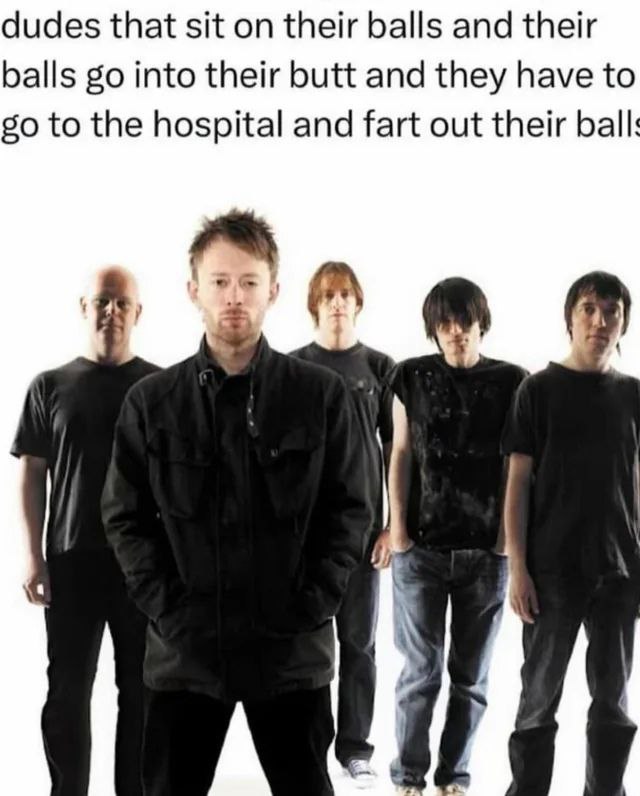 dudes that sit on their balls and their
balls go into their butt and they have to
go to the hospital and fart out their balls